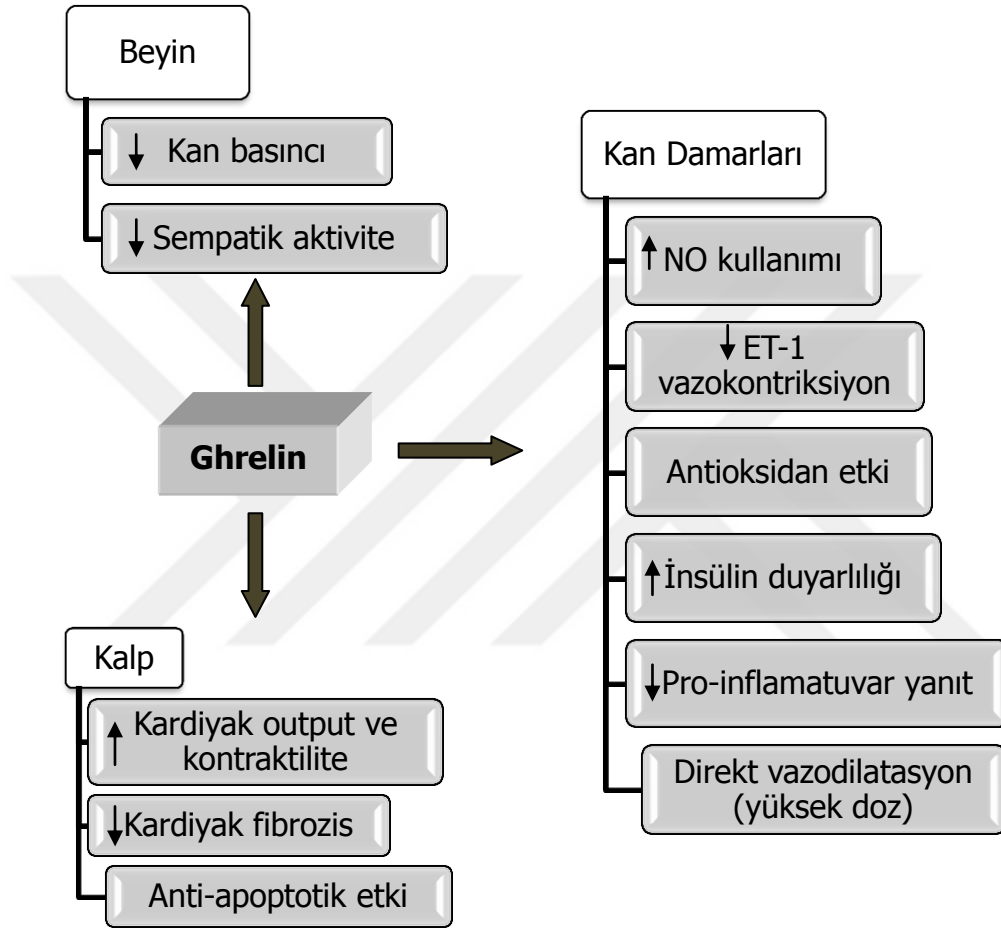 Beyin
↓ Kan basıncı
↓ Sempatik aktivite
Ghrelin
Kalp
↑ Kardiyak output ve
kontraktilite
↓ Kardiyak fibrozis
Anti-apoptotik etki
Kan Damarları
↑ NO kullanımı
↓ ET-1
vazokontriksiyon
Antioksidan etki
↑ İnsülin duyarlılığı
↓ Pro-inflamatuvar yanıt
Direkt vazodilatasyon
(yüksek doz)